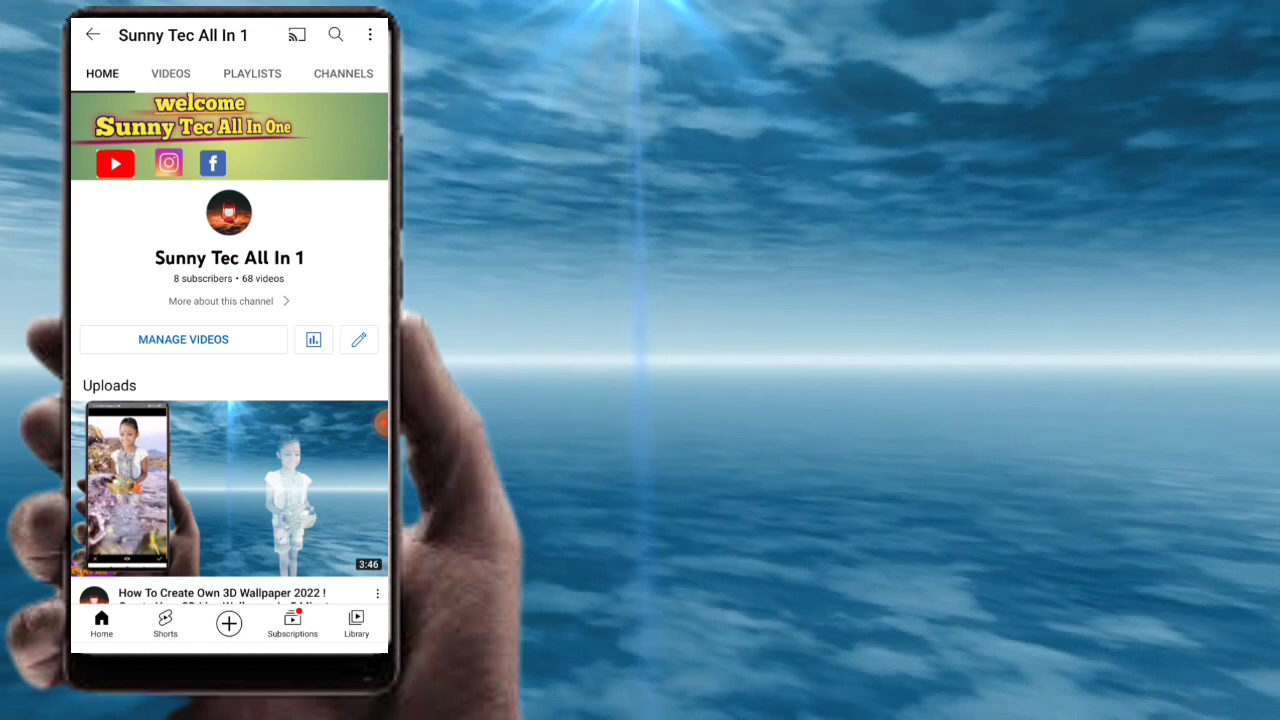 Sunny Tec All In 1
HOME VIDEOS PLAYLISTS CHANNELS
welcome
Sunny Tec All In One
Sunny Tec All In 1
8 subscribers • 68 videos
More about this channel
MANAGE VIDEOS
Uploads
3:46
How To Create Own 3D Wallpaper 2022 !
Home Shorts Subscriptions Library